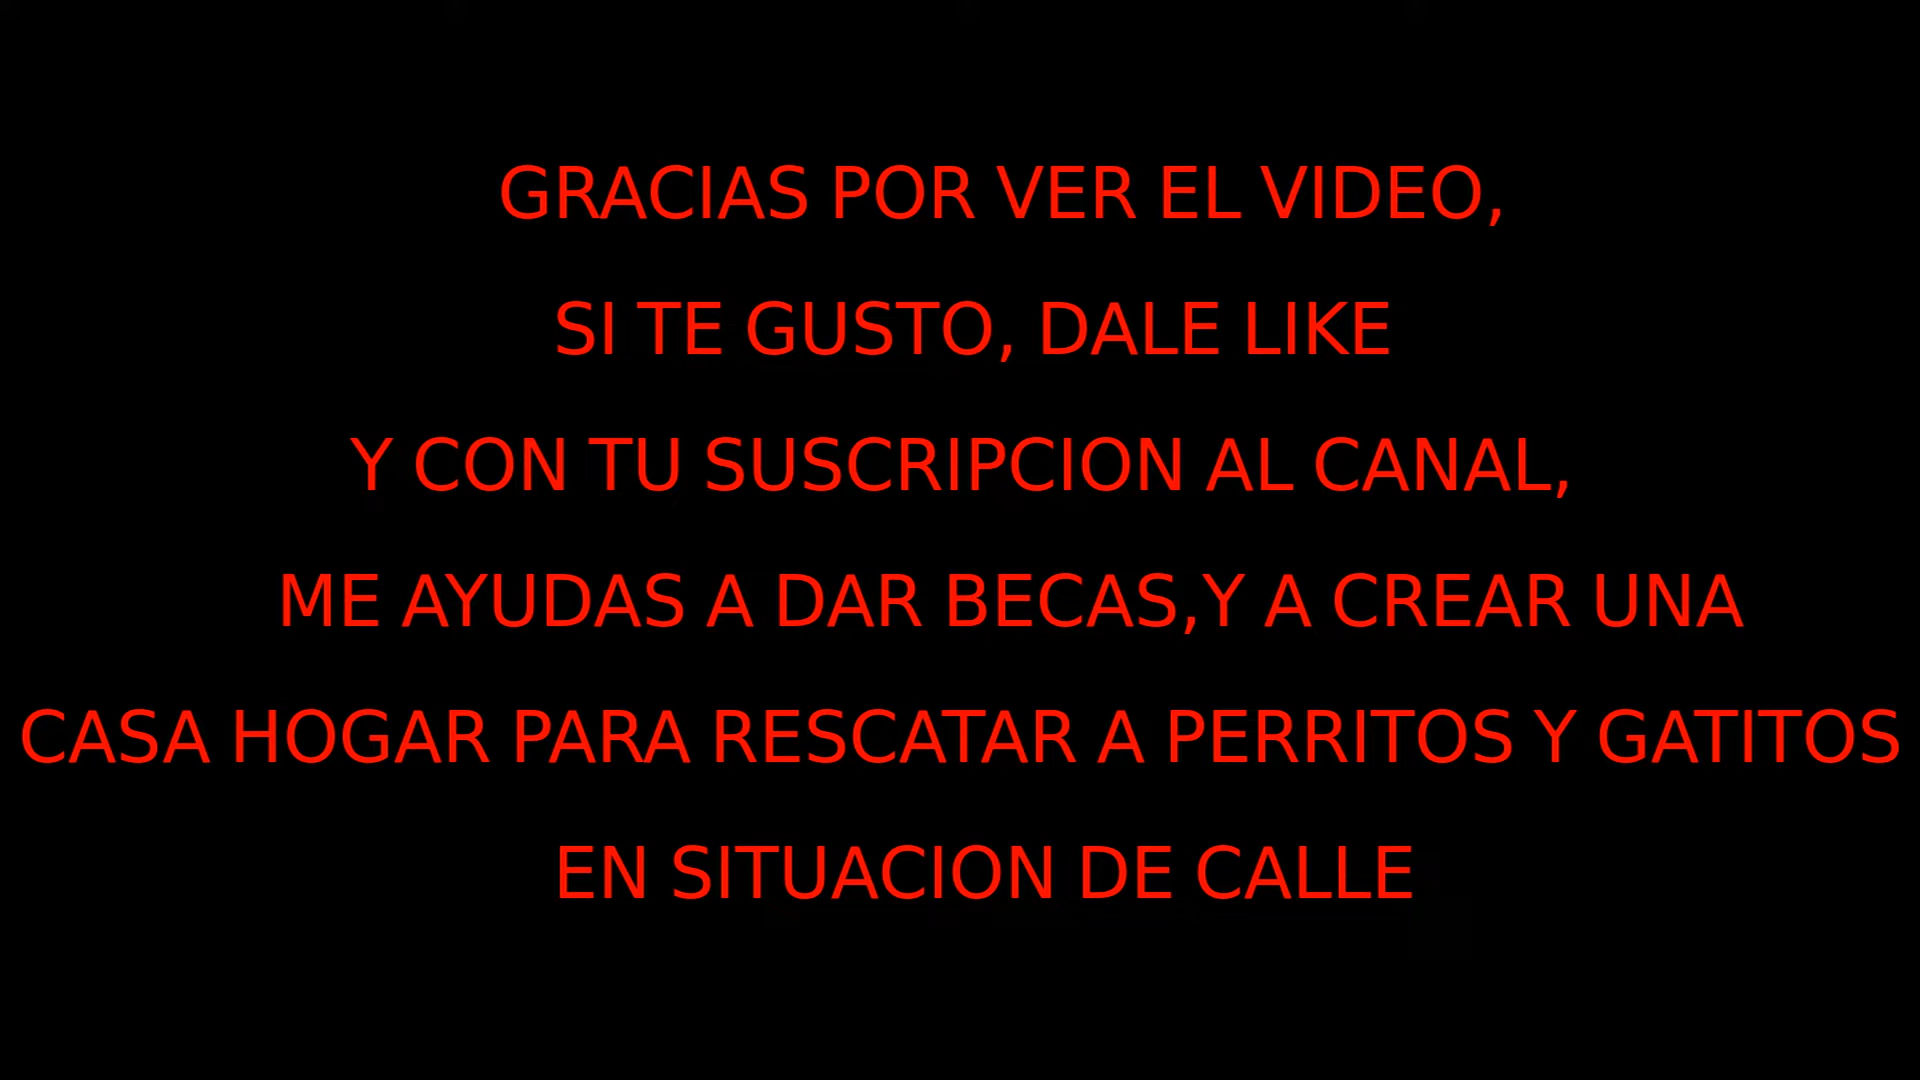 GRACIAS POR VER EL VIDEO,
SI TE GUSTO, DALE LIKE
Y CON TU SUSCRIPCION AL CANAL,
ME AYUDAS A DAR BECAS,Y A CREAR UNA
CASA HOGAR PARA RESCATAR A PERRITOS Y GATITOS
EN SITUACION DE CALLE